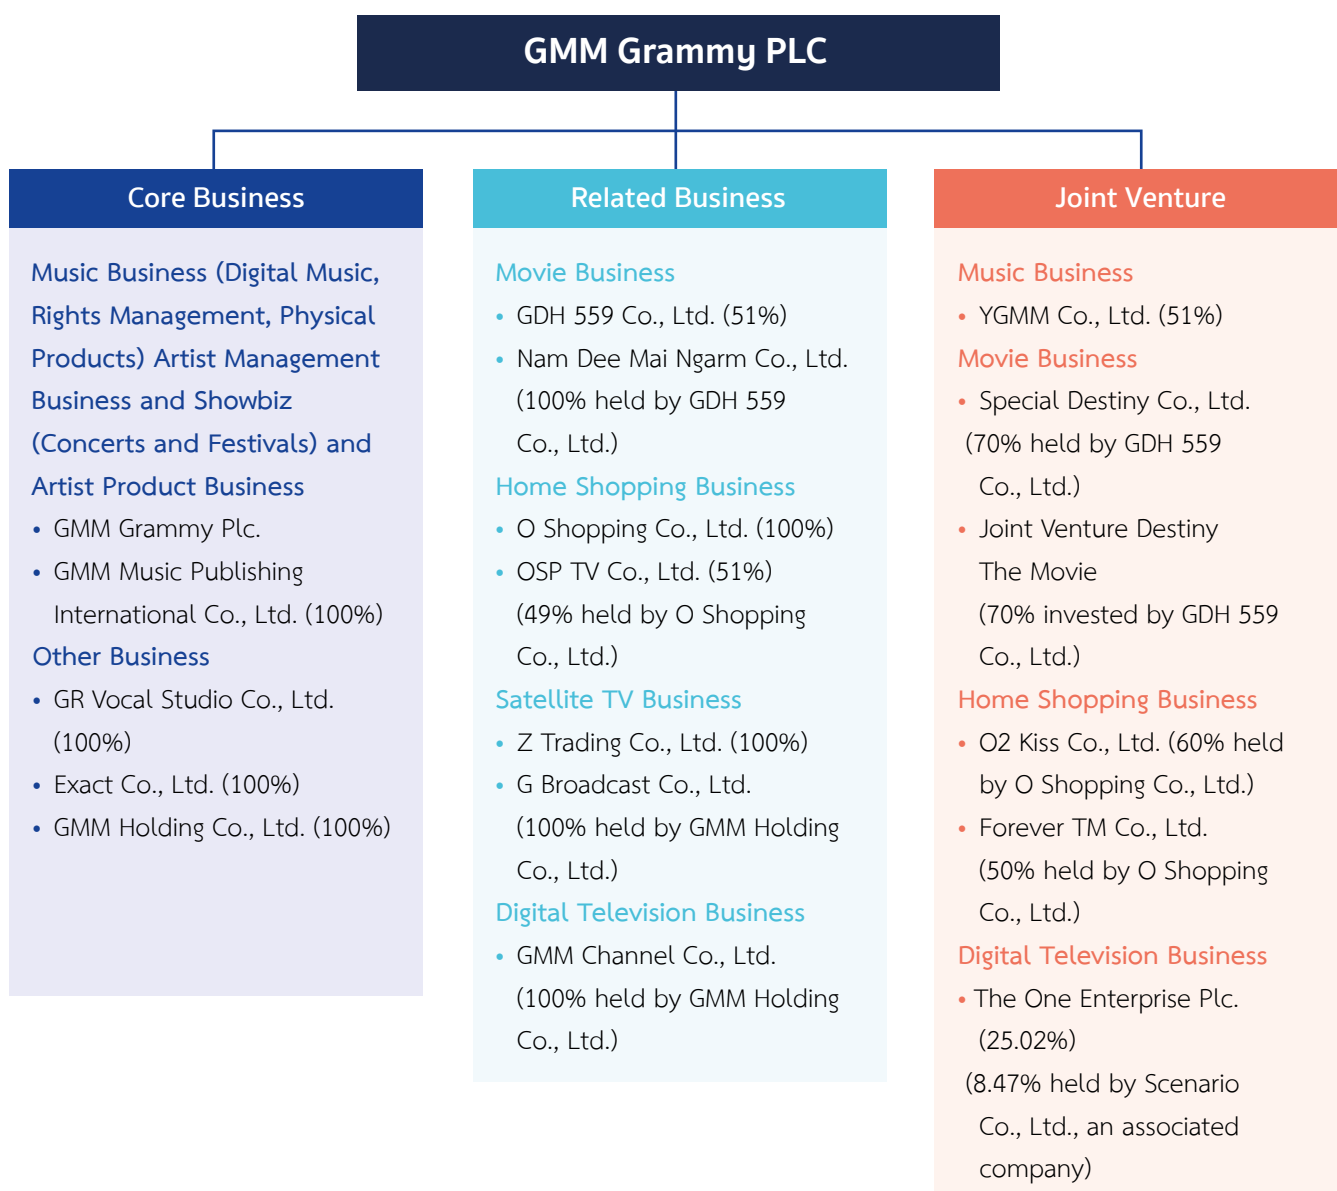 GMM Grammy PLC
Core Business
Music Business (Digital Music,
Rights Management, Physical
Products) Artist Management
Business and Showbiz
(Concerts and Festivals) and
Artist Product Business
• GMM Grammy Plc.
• GMM Music Publishing
International Co., Ltd. (100%)
Other Business
• GR Vocal Studio Co., Ltd.
(100%)
• Exact Co., Ltd. (100%)
• GMM Holding Co., Ltd. (100%)
Related Business
Movie Business
• GDH 559 Co., Ltd. (51%)
• Nam Dee Mai Ngarm Co., Ltd.
(100% held by GDH 559
Co., Ltd.)
Home Shopping Business
• O Shopping Co., Ltd. (100%)
• OSP TV Co., Ltd. (51%)
(49% held by O Shopping
Co., Ltd.)
Satellite TV Business
• Z Trading Co., Ltd. (100%)
• G Broadcast Co., Ltd.
(100% held by GMM Holding
Co., Ltd.)
Digital Television Business
• GMM Channel Co., Ltd.
(100% held by GMM Holding
Co., Ltd.)
Joint Venture
Music Business
• YGMM Co., Ltd. (51%)
Movie Business
• Special Destiny Co., Ltd.
(70% held by GDH 559
Co., Ltd.)
• Joint Venture Destiny
The Movie
(70% invested by GDH 559
Co., Ltd.)
Home Shopping Business
• O2 Kiss Co., Ltd. (60% held
by O Shopping Co., Ltd.)
• Forever TM Co., Ltd.
(50% held by O Shopping
Co., Ltd.)
Digital Television Business
• The One Enterprise Plc.
(25.02%)
(8.47% held by Scenario
Co., Ltd., an associated
company)